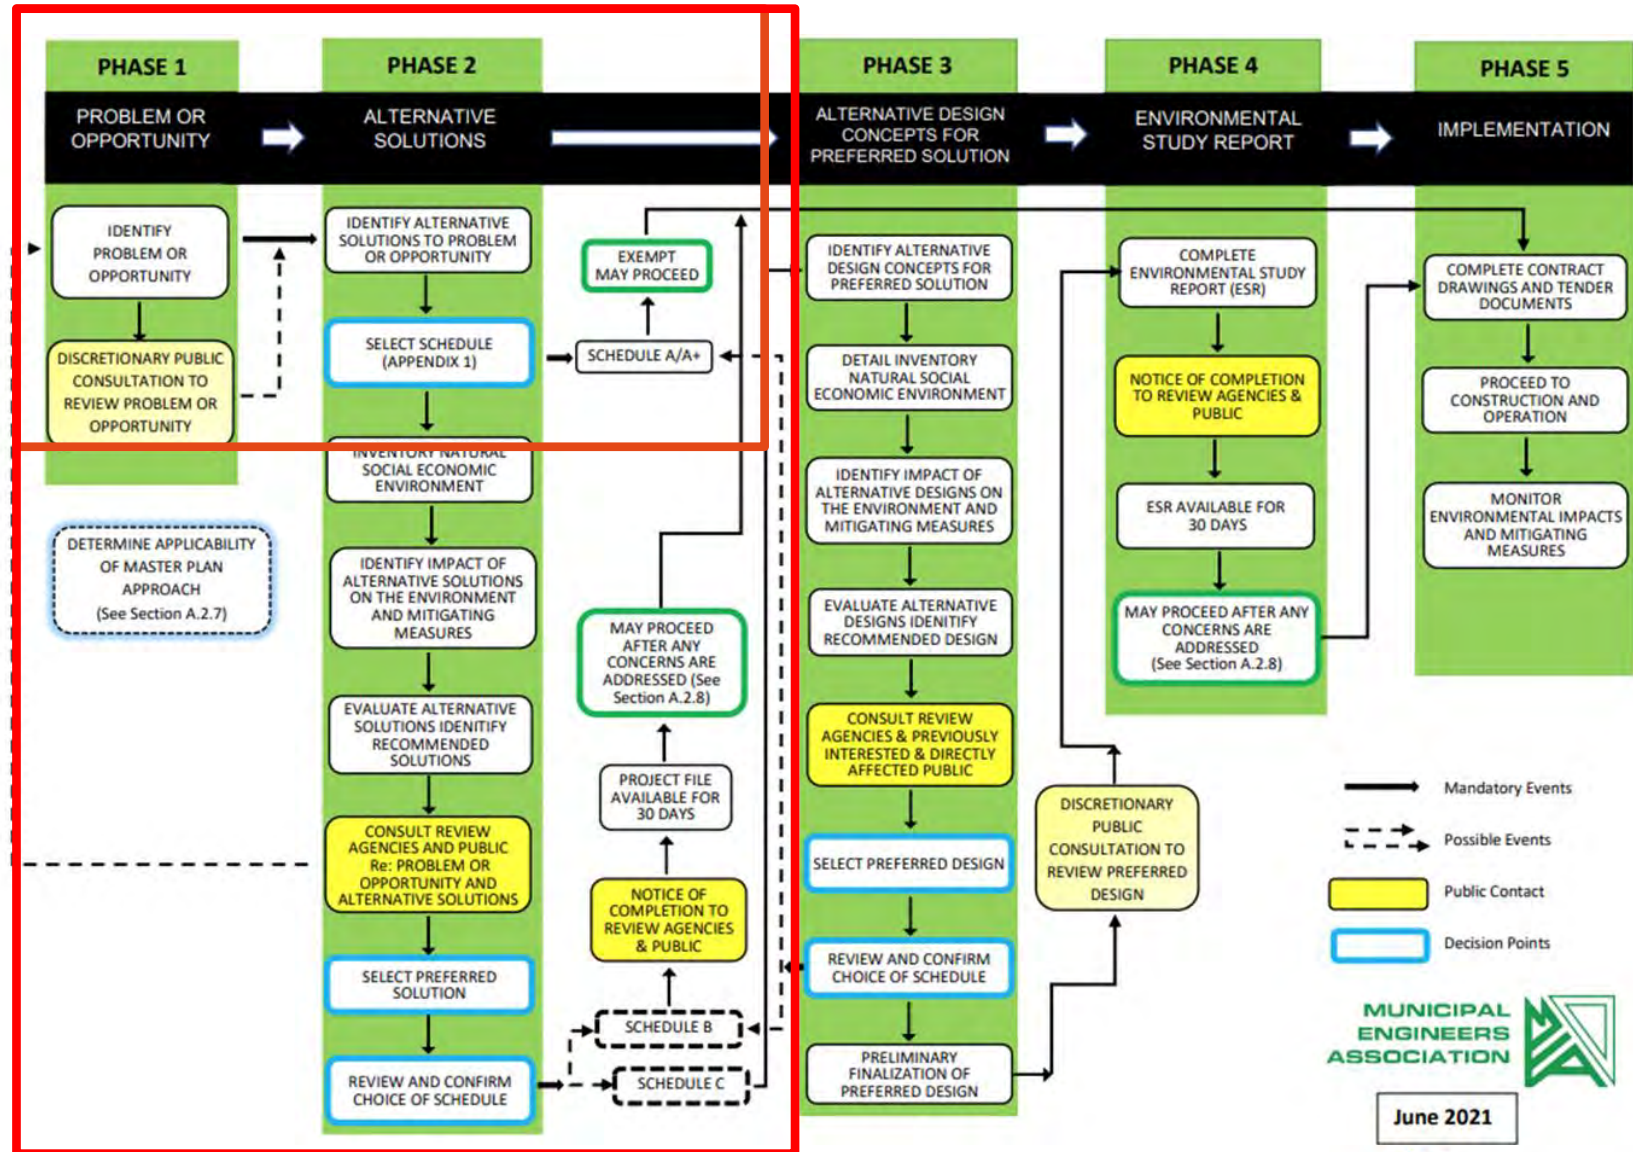 PHASE 1
PHASE 2
PHASE 3
PHASE 4
PHASE 5
PROBLEM OR
OPPORTUNITY
ALTERNATIVE
SOLUTIONS
ALTERNATIVE DESIGN
CONCEPTS FOR
PREFERRED SOLUTION
ENVIRONMENTAL
STUDY REPORT
IMPLEMENTATION
IDENTIFY
PROBLEM OR
OPPORTUNITY
DISCRETIONARY PUBLIC
CONSULTATION TO
REVIEW PROBLEM OR
OPPORTUNITY
DETERMINE APPLICABILITY
OF MASTER PLAN
APPROACH
(See Section A.2.7)
IDENTIFY ALTERNATIVE
SOLUTIONS TO PROBLEM
OR OPPORTUNITY
SELECT SCHEDULE
(APPENDIX 1)
INVENTORY NATURAL
SOCIAL ECONOMIC
ENVIRONMENT
IDENTIFY IMPACT OF
ALTERNATIVE SOLUTIONS
ON THE ENVIRONMENT
AND MITIGATING
MEASURES
EVALUATE ALTERNATIVE
SOLUTIONS IDENTIFY
RECOMMENDED
SOLUTIONS
CONSULT REVIEW
AGENCIES AND PUBLIC
Re: PROBLEM OR
OPPORTUNITY AND
ALTERNATIVE SOLUTIONS
SELECT PREFERRED
SOLUTION
REVIEW AND CONFIRM
CHOICE OF SCHEDULE
EXEMPT
MAY PROCEED
SCHEDULE A/A+
MAY PROCEED
AFTER ANY
CONCERNS ARE
ADDRESSED (See
Section A.2.8)
PROJECT FILE
AVAILABLE FOR
30 DAYS
NOTICE OF
COMPLETION TO
REVIEW AGENCIES
& PUBLIC
SCHEDULE B
SCHEDULE C
IDENTIFY ALTERNATIVE
DESIGN CONCEPTS FOR
PREFERRED SOLUTION
DETAIL INVENTORY
NATURAL SOCIAL
ECONOMIC ENVIRONMENT
IDENTIFY IMPACT OF
ALTERNATIVE DESIGNS ON
THE ENVIRONMENT AND
MITIGATING MEASURES
EVALUATE ALTERNATIVE
DESIGNS IDENTIFY
RECOMMENDED DESIGN
CONSULT REVIEW
AGENCIES & PREVIOUSLY
INTERESTED & DIRECTLY
AFFECTED PUBLIC
SELECT PREFERRED DESIGN
REVIEW AND CONFIRM
CHOICE OF SCHEDULE
PRELIMINARY
FINALIZATION OF
PREFERRED DESIGN
DISCRETIONARY
PUBLIC
CONSULTATION TO
REVIEW PREFERRED
DESIGN
COMPLETE
ENVIRONMENTAL STUDY
REPORT (ESR)
NOTICE OF COMPLETION
TO REVIEW AGENCIES &
PUBLIC
ESR AVAILABLE FOR
30 DAYS
MAY PROCEED AFTER ANY
CONCERNS ARE
ADDRESSED
(See Section A.2.8)
COMPLETE CONTRACT
DRAWINGS AND TENDER
DOCUMENTS
PROCEED TO
CONSTRUCTION AND
OPERATION
MONITOR
ENVIRONMENTAL IMPACTS
AND MITIGATING
MEASURES
Mandatory Events
Possible Events
Public Contact
Decision Points
MUNICIPAL
ENGINEERS
ASSOCIATION
June 2021